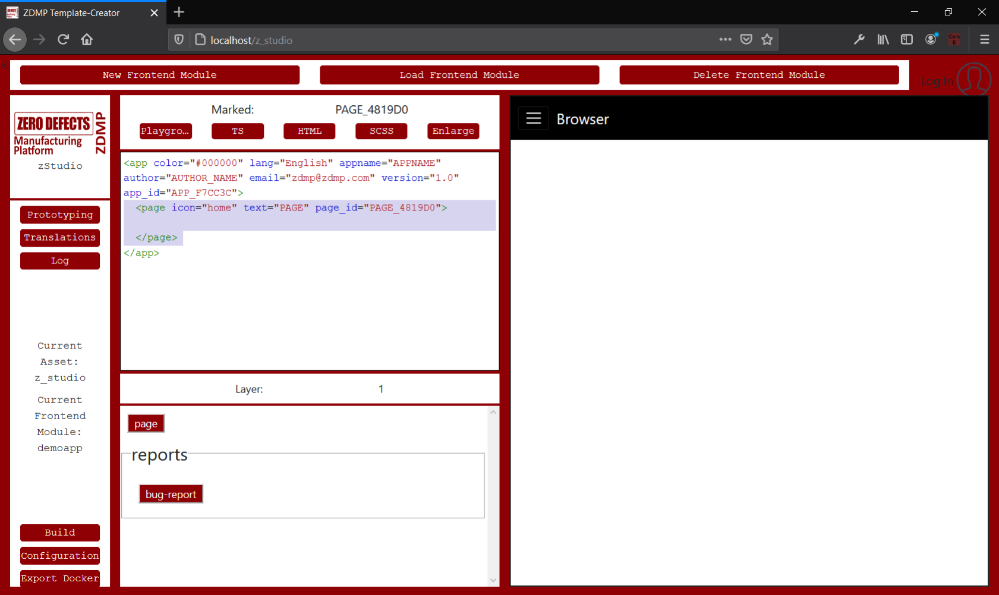 ZDMP Template-Creator
localhost/z_studio
Cors
E
New Frontend Module
Load Frontend Module
Delete Frontend Module
Log In
ZERO DEFECTS
Manufacturing
Platform
ZDMP
zStudio
Prototyping
Translations
Log
Current
Asset:
z_studio
Current
Frontend
Module:
demoapp
Build
Configuration
Export Docker
Marked: PAGE_4819D0
Playgro… TS HTML SCSS Enlarge
<app color="#000000" lang="English" appname="APPNAME"
author="AUTHOR_NAME" email="zdmp@zdmp.com" version="1.0"
app_id="APP_F7CC3C">
<page icon="home" text="PAGE" page_id="PAGE_4819D0">
</page>
</app>
Layer: 1
page
reports
bug-report
Browser